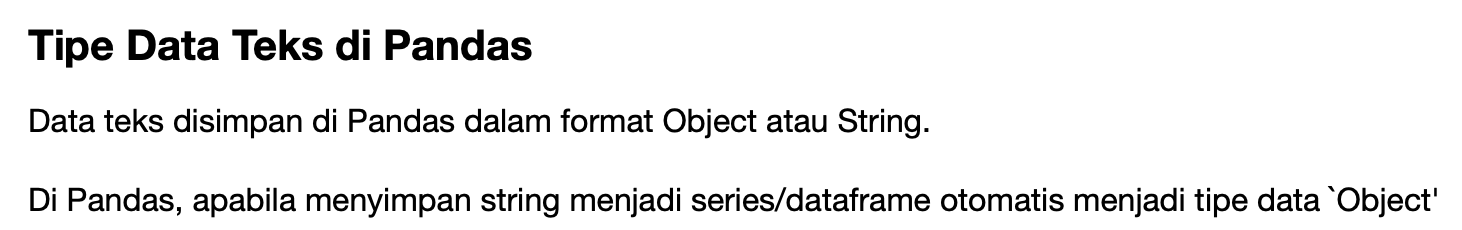 Tipe Data Teks di Pandas
Data teks disimpan di Pandas dalam format Object atau String.
Di Pandas, apabila menyimpan string menjadi series/dataframe otomatis menjadi tipe data `Object'